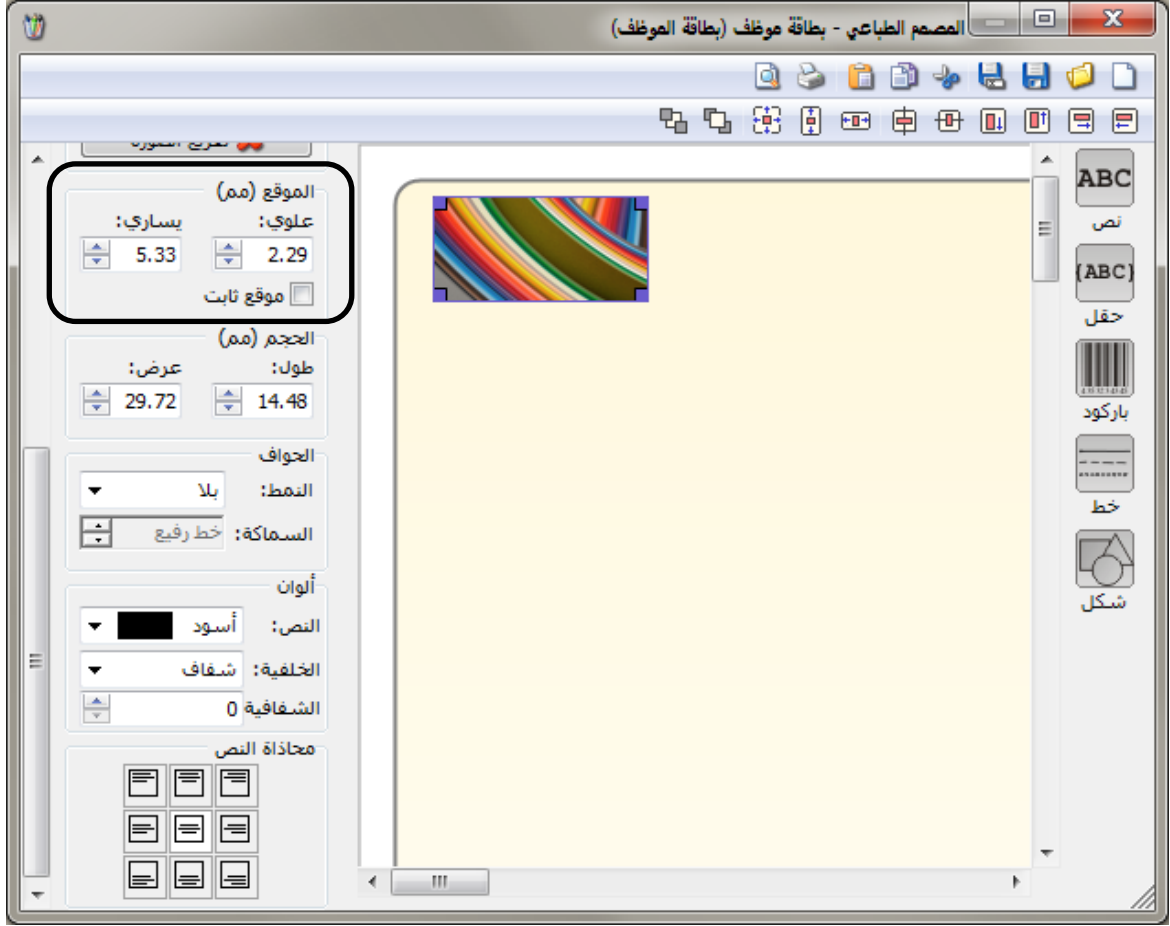 المصمم الطباعي - بطاقة موظف (بطاقة الموظف)
ABC
نص
{ABC}
حقل
باركود
خط
شكل
تفريغ الصورة
الموقع (مم)
علوي: يساري:
2.29 5.33
موقع ثابت
الحجم (مم)
طول: عرض:
14.48 29.72
الحواف
النمط: بلا
السماكة: خط رفيع
ألوان
النص: أسود
الخلفية: شفاف
الشفافية 0
محاذاة النص